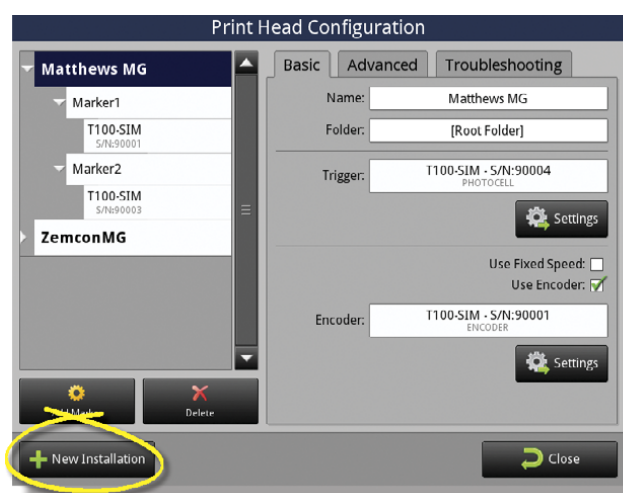 Print Head Configuration
Matthews MG
Marker1
T100-SIM
S/N:90001
Marker2
T100-SIM
S/N:90003
ZemconMG
Basic
Advanced
Troubleshooting
Name:
Matthews MG
Folder:
[Root Folder]
Trigger:
T100-SIM - S/N:90004
PHOTOCELL
Settings
Use Fixed Speed:
Use Encoder:
Encoder:
T100-SIM - S/N:90001
ENCODER
Settings
Delete
New Installation
Close